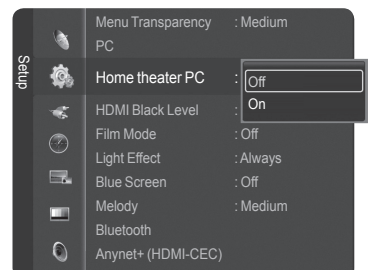 Setup
Menu Transparency : Medium
PC
Home theater PC : Off
On
HDMI Black Level :
Film Mode : Off
Light Effect : Always
Blue Screen : Off
Melody : Medium
Bluetooth
Anynet+ (HDMI-CEC)